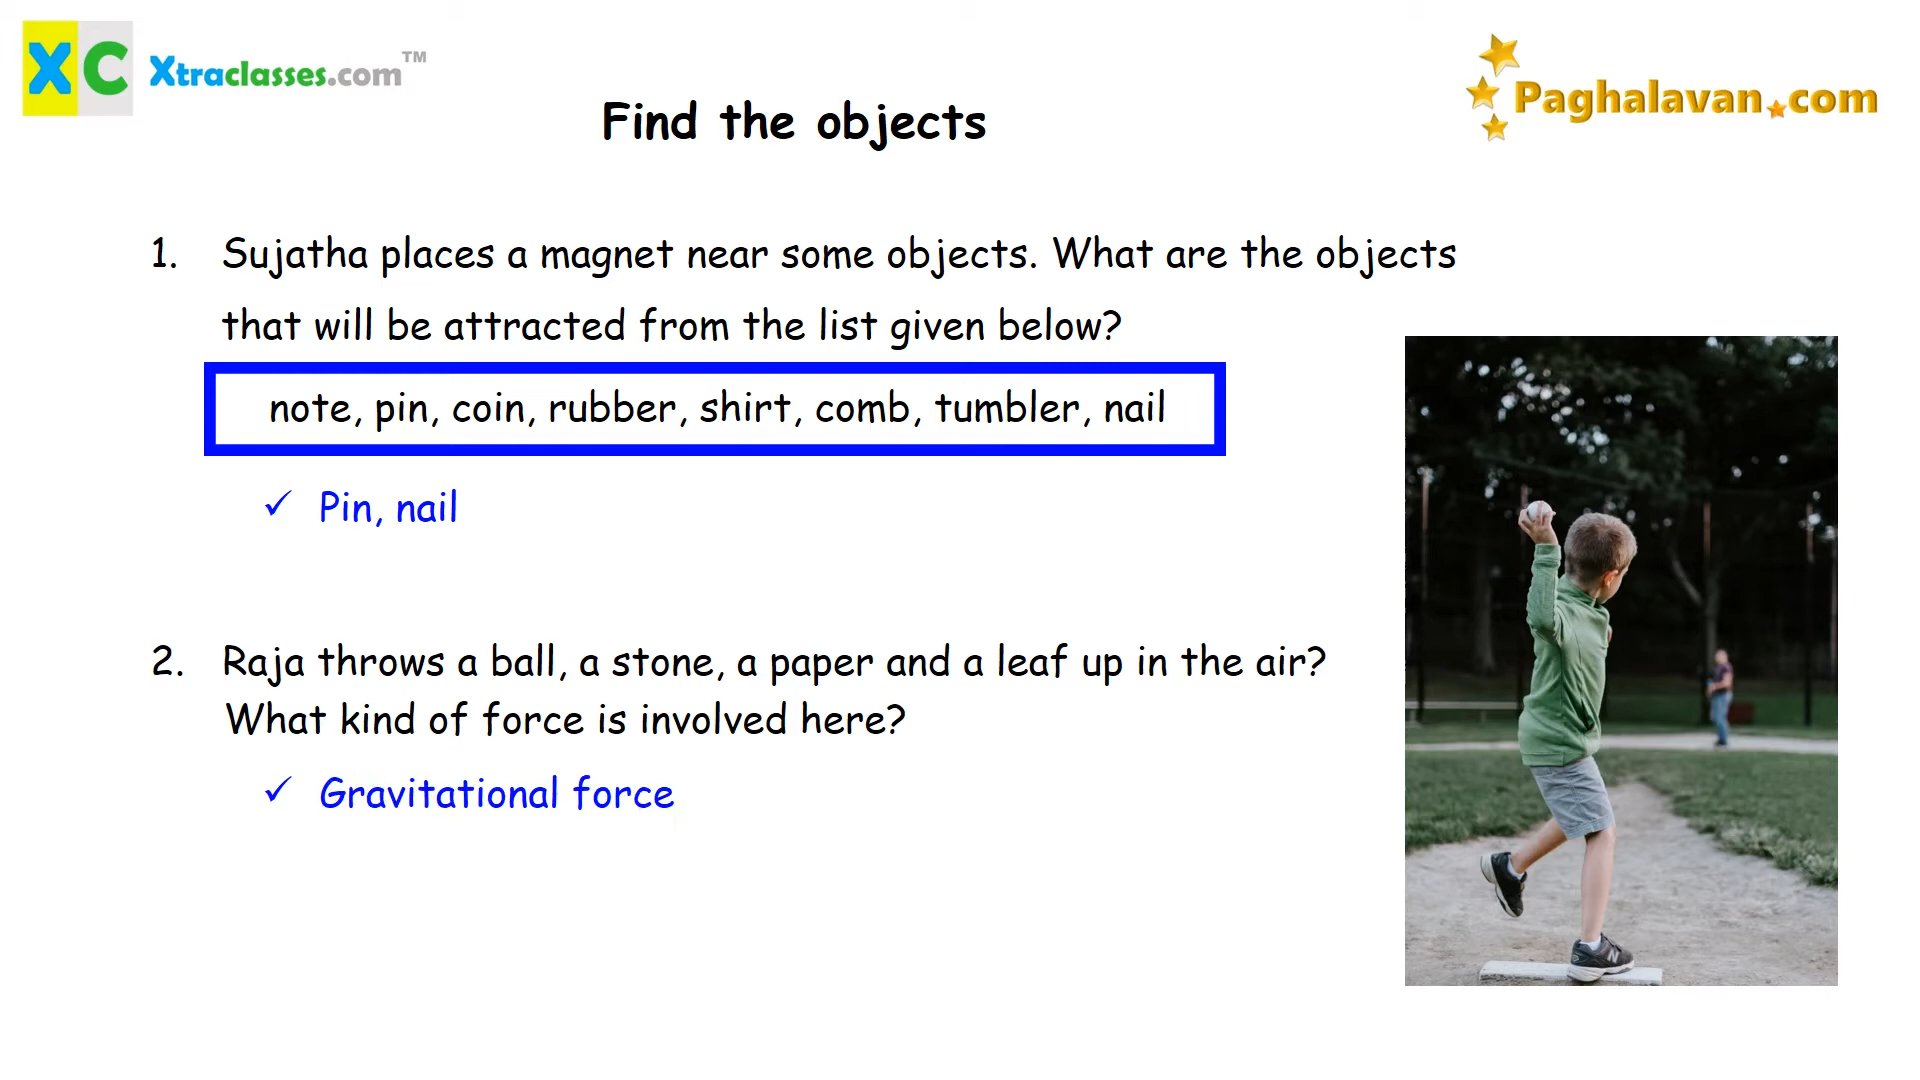 XC Xtraclasses.com™
Paghalavan.com
Find the objects
1. Sujatha places a magnet near some objects. What are the objects
that will be attracted from the list given below?
note, pin, coin, rubber, shirt, comb, tumbler, nail
✓ Pin, nail
2. Raja throws a ball, a stone, a paper and a leaf up in the air?
What kind of force is involved here?
✓ Gravitational force
N